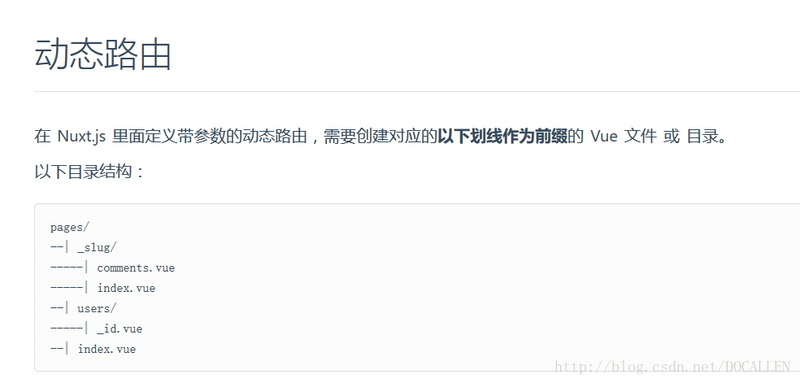 动态路由
在 Nuxt.js 里面定义带参数的动态路由，需要创建对应的以下划线作为前缀的 Vue 文件 或 目录。
以下目录结构：
pages/
--| _slug/
-----| comments.vue
-----| index.vue
--| users/
-----| _id.vue
--| index.vue
http://blog.csdn.net/DOCALLEN